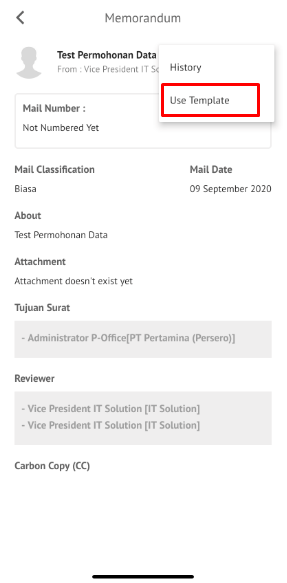 Memorandum
Test Permohonan Data
From : Vice President IT
History
Use Template
Mail Number :
Not Numbered Yet
Mail Classification
Mail Date
Biasa
09 September 2020
About
Test Permohonan Data
Attachment
Attachment doesn't exist yet
Tujuan Surat
- Administrator P-Office[PT Pertamina (Persero)]
Reviewer
- Vice President IT Solution [IT Solution]
- Vice President IT Solution [IT Solution]
Carbon Copy (CC)